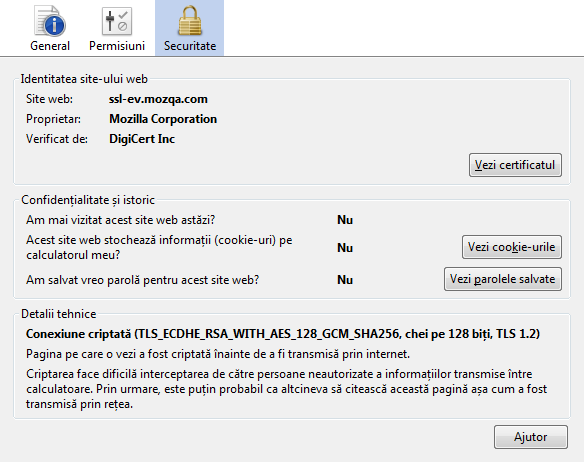 General Permisiuni Securitate
Identitatea site-ului web
Site web: ssl-ev.mozqa.com
Proprietar: Mozilla Corporation
Verificat de: DigiCert Inc
Vezi certificatul
Confidențialitate și istoric
Am mai vizitat acest site web astăzi? Nu
Acest site web stochează informații (cookie-uri) pe
calculatorul meu? Nu Vezi cookie-urile
Am salvat vreo parolă pentru acest site web? Nu Vezi parolele salvate
Detalii tehnice
Conexiune criptată (TLS_ECDHE_RSA_WITH_AES_128_GCM_SHA256, chei pe 128 biți, TLS 1.2)
Pagina pe care o vezi a fost criptată înainte de a fi transmisă prin internet.
Criptarea face dificilă interceptarea de către persoane neautorizate a informațiilor transmise între
calculatoare. Prin urmare, este puțin probabil ca altcineva să citească această pagină așa cum a fost
transmisă prin rețea.
Ajutor